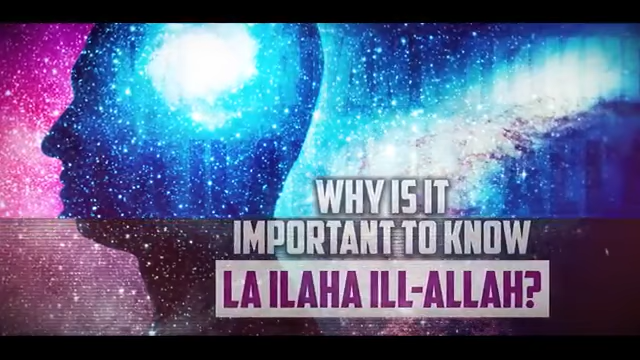 WHY IS IT
IMPORTANT TO KNOW
LA ILAHA ILL-ALLAH?